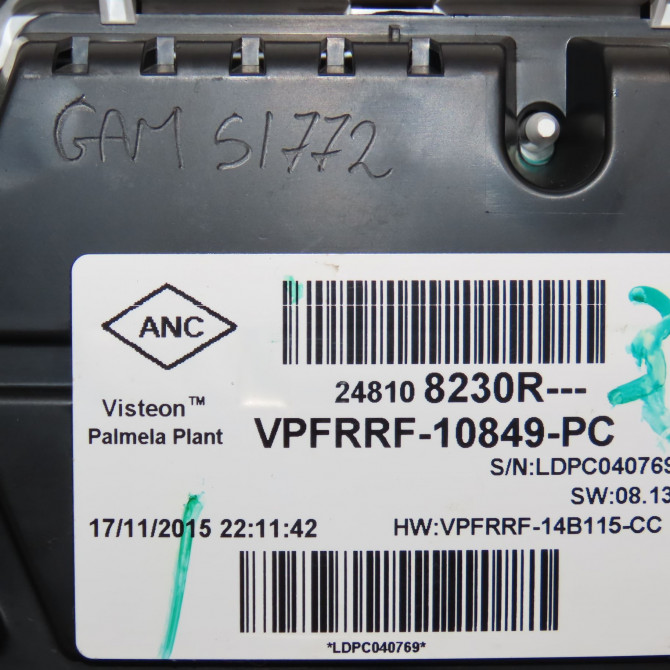 GAM S1772
ANC
24810 8230R---
Visteon™
Palmela Plant
VPFRRF-10849-PC
S/N:LDPC040769
SW:08.13
17/11/2015 22:11:42
HW:VPFRRF-14B115-CC
*LDPC040769*